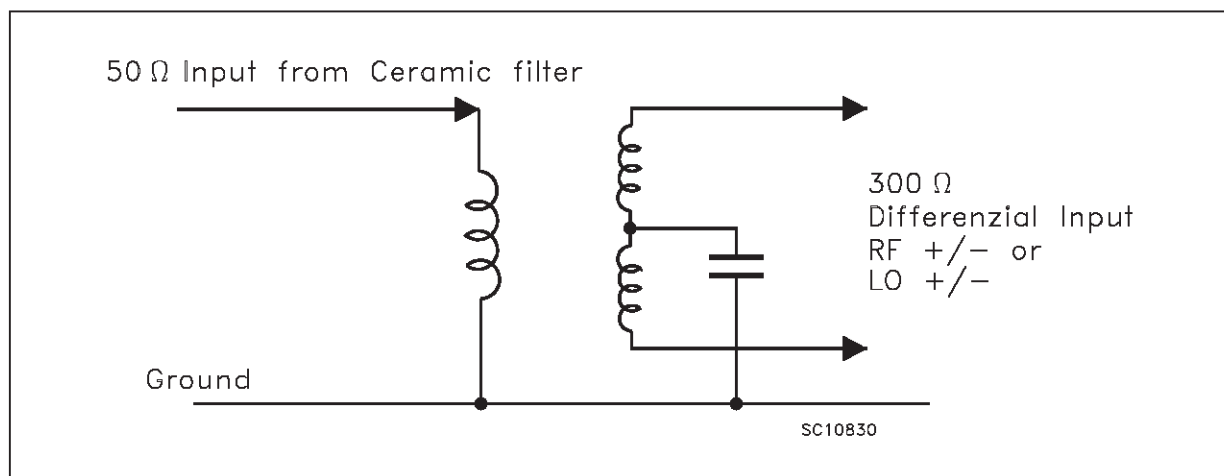 50 Ω Input from Ceramic filter
300 Ω
Differenzial Input
RF +/− or
LO +/−
Ground
SC10830